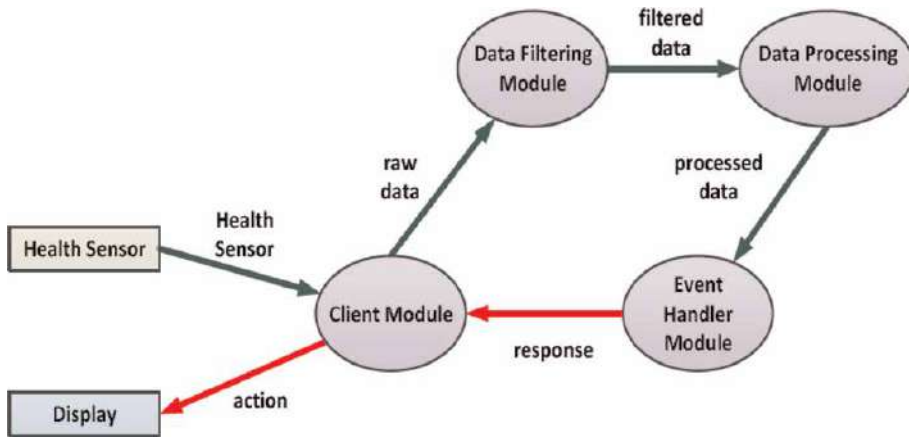 filtered
data
Data Filtering
Module
Data Processing
Module
raw
data
processed
data
Health
Sensor
Health Sensor
Client Module
Event
Handler
Module
response
action
Display